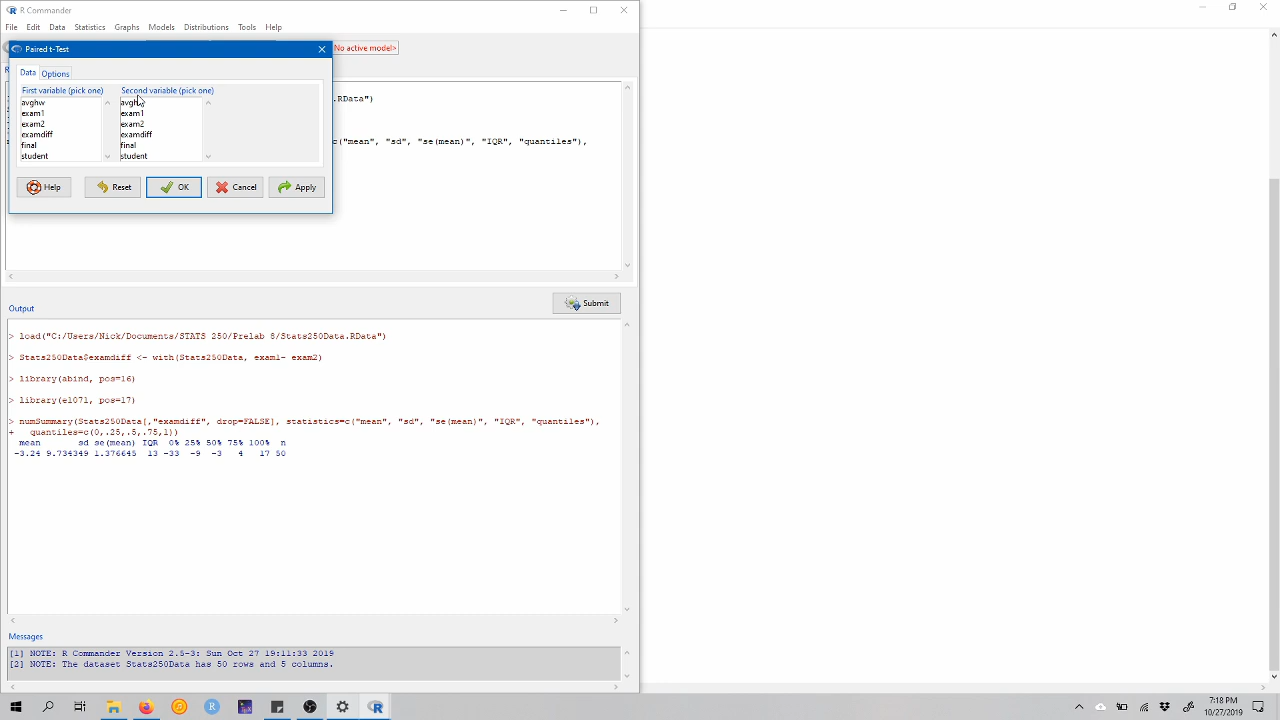 R Commander
File Edit Data Statistics Graphs Models Distributions Tools Help
Paired t-Test
No active model>
Data Options
First variable (pick one) Second variable (pick one)
avghw
exam1
exam2
examdiff
final
student
exam1
exam2
examdiff
final
student
Help Reset OK Cancel Apply
.RData")
c("mean", "sd", "se(mean)", "IQR", "quantiles"),
Output
Submit
> load("C:/Users/Nick/Documents/STATS 250/Prelab 8/Stats250Data.RData")
> Stats250Data$examdiff <- with(Stats250Data, exam1- exam2)
> library(abind, pos=16)
> library(e1071, pos=17)
> numSummary(Stats250Data[,"examdiff", drop=FALSE], statistics=c("mean", "sd", "se(mean)", "IQR", "quantiles"),
+ quantiles=c(0,.25,.5,.75,1))
mean sd se(mean) IQR 0% 25% 50% 75% 100% n
-3.24 9.734349 1.376645 13 -33 -9 -3 4 17 50
Messages
[1] NOTE: R Commander Version 2.5-3: Sun Oct 27 19:11:33 2019
[2] NOTE: The dataset Stats250Data has 50 rows and 5 columns.
7:18 PM
10/27/2019